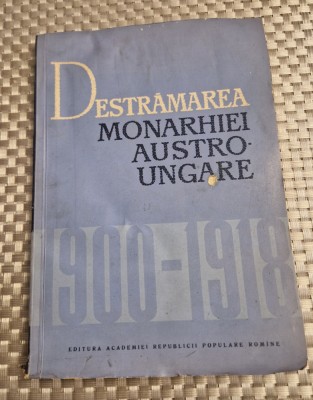 DESTRĂMAREA
MONARHIEI
AUSTRO-
UNGARE
1900-1918
EDITURA ACADEMIEI REPUBLICII POPULARE ROMÎNE